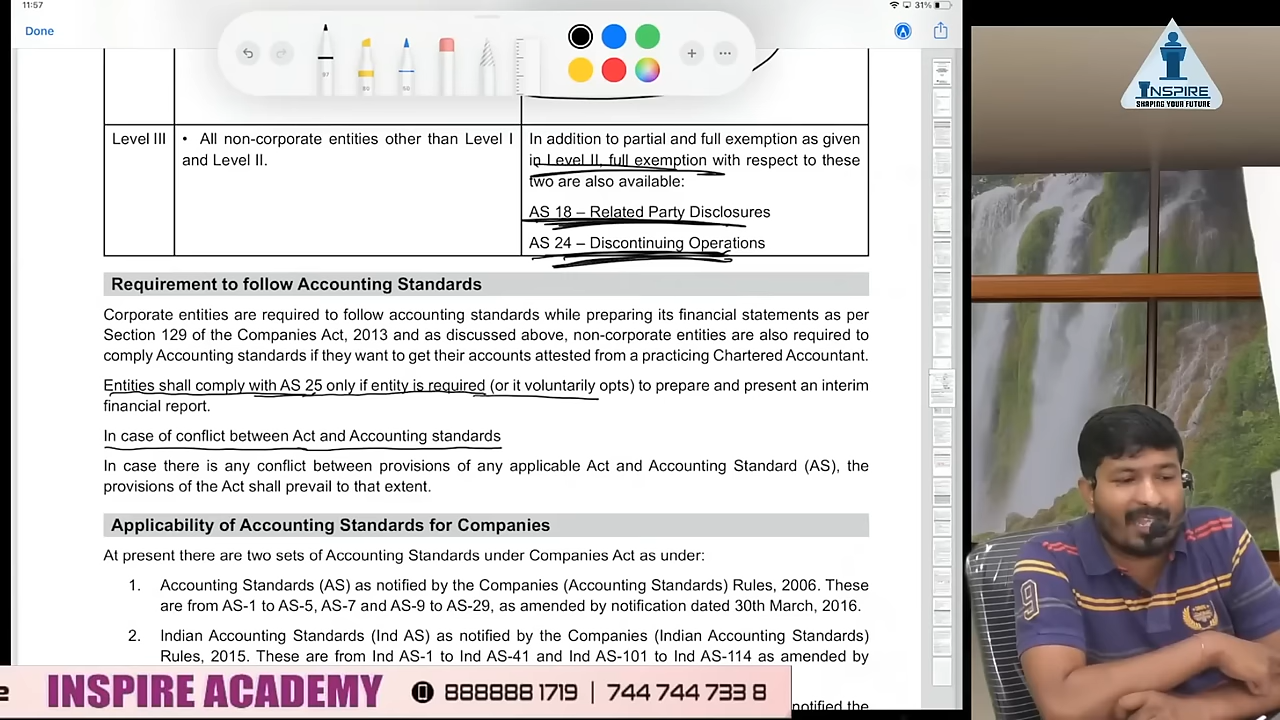 11:57
31%
Done
97
80
50
INSPIRE
SHAPING YOUR FUTURE
Level III
• All non-corporate entities other than Level I
and Level II.
In addition to partial and full exemption as given
in Level II, full exemption with respect to these
two are also available:
AS 18 – Related Party Disclosures
AS 24 – Discontinuing Operations
Requirement to follow Accounting Standards
Corporate entities are required to follow accounting standards while preparing its financial statements as per
Section 129 of the Companies Act, 2013 and as discussed above, non-corporate entities are also required to
comply Accounting standards if they want to get their accounts attested from a practicing Chartered Accountant.
Entities shall comply with AS 25 only if entity is required (or it voluntarily opts) to prepare and present an interim
financial report.
In case of conflict between Act and Accounting standards
In case there is any conflict between provisions of any applicable Act and Accounting Standard (AS), the
provisions of the Act shall prevail to that extent.
Applicability of Accounting Standards for Companies
At present there are two sets of Accounting Standards under Companies Act as under:
1. Accounting Standards (AS) as notified by the Companies (Accounting Standards) Rules, 2006. These
are from AS-1 to AS-5, AS-7 and AS-9 to AS-29, as amended by notification dated 30th March, 2016.
2. Indian Accounting Standards (Ind AS) as notified by the Companies (Indian Accounting Standards)
Rules, 2015. These are from Ind AS-1 to Ind AS-41 and Ind AS-101 to Ind AS-114 as amended by
notified the
9
INSPIRE ACADEMY 888888 1719 | 744 744 733 8